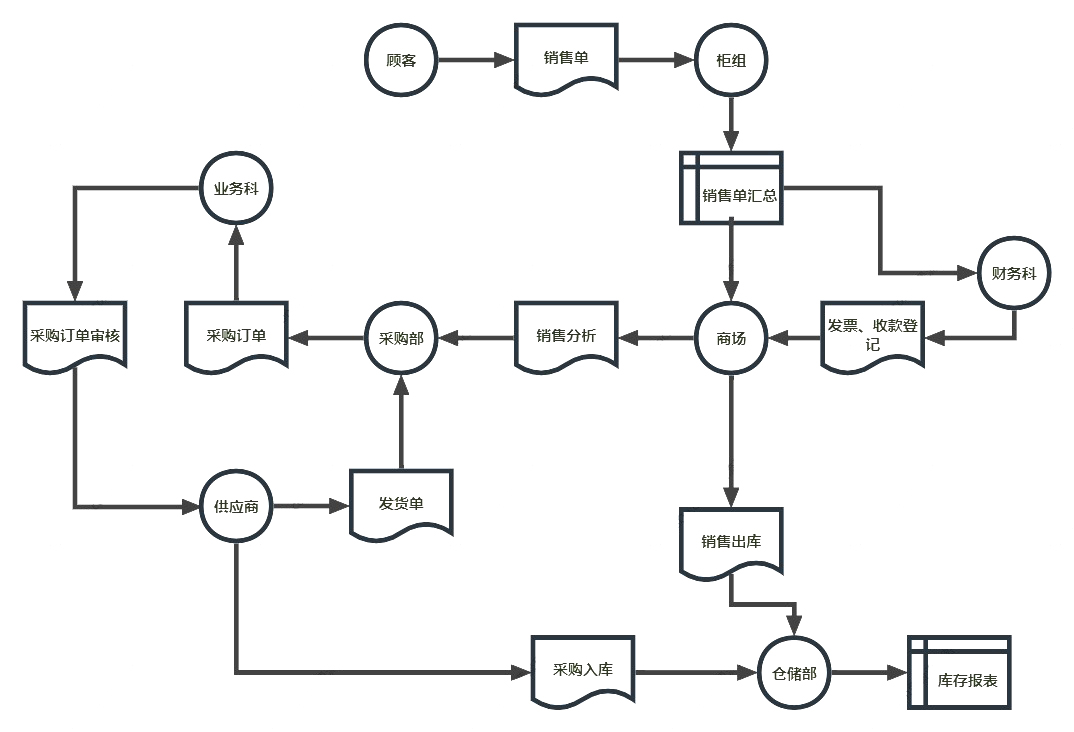 顾客
销售单
柜组
业务科
销售单汇总
财务科
采购订单审核
采购订单
采购部
销售分析
商场
发票、收款登
记
供应商
发货单
销售出库
采购入库
仓储部
库存报表